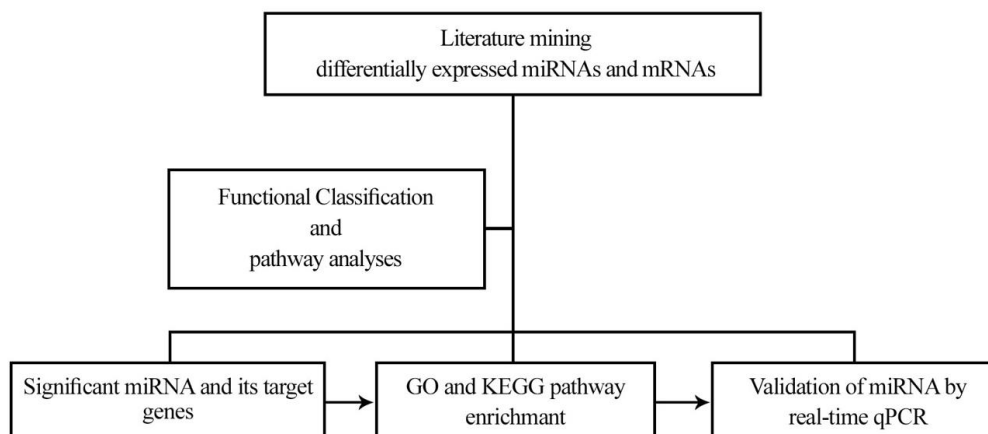 Literature mining
differentially expressed miRNAs and mRNAs
Functional Classification
and
pathway analyses
Significant miRNA and its target
genes
GO and KEGG pathway
enrichmant
Validation of miRNA by
real-time qPCR